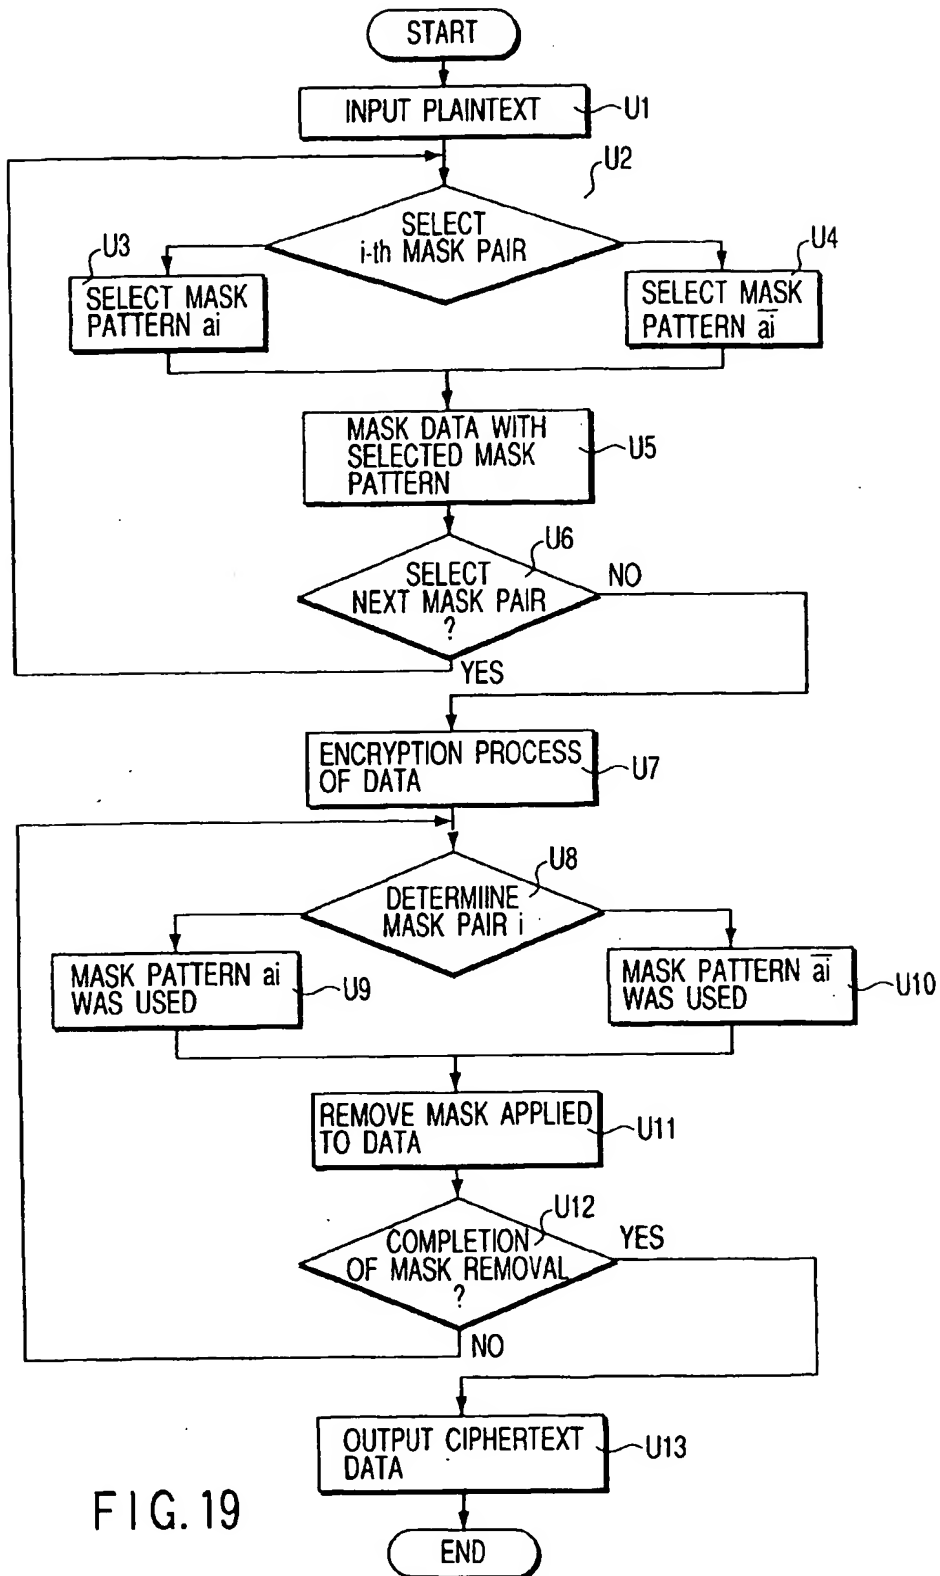 START
INPUT PLAINTEXT
U1
U2
SELECT
i-th MASK PAIR
U3
SELECT MASK
PATTERN ai
U4
SELECT MASK
PATTERN a̅i̅
MASK DATA WITH
SELECTED MASK
PATTERN
U5
U6
SELECT
NEXT MASK PAIR
?
NO
YES
ENCRYPTION PROCESS
OF DATA
U7
U8
DETERMIINE
MASK PAIR i
MASK PATTERN ai
WAS USED
U9
MASK PATTERN a̅i̅
WAS USED
U10
REMOVE MASK APPLIED
TO DATA
U11
U12
COMPLETION
OF MASK REMOVAL
?
YES
NO
OUTPUT CIPHERTEXT
DATA
U13
FIG.19
END